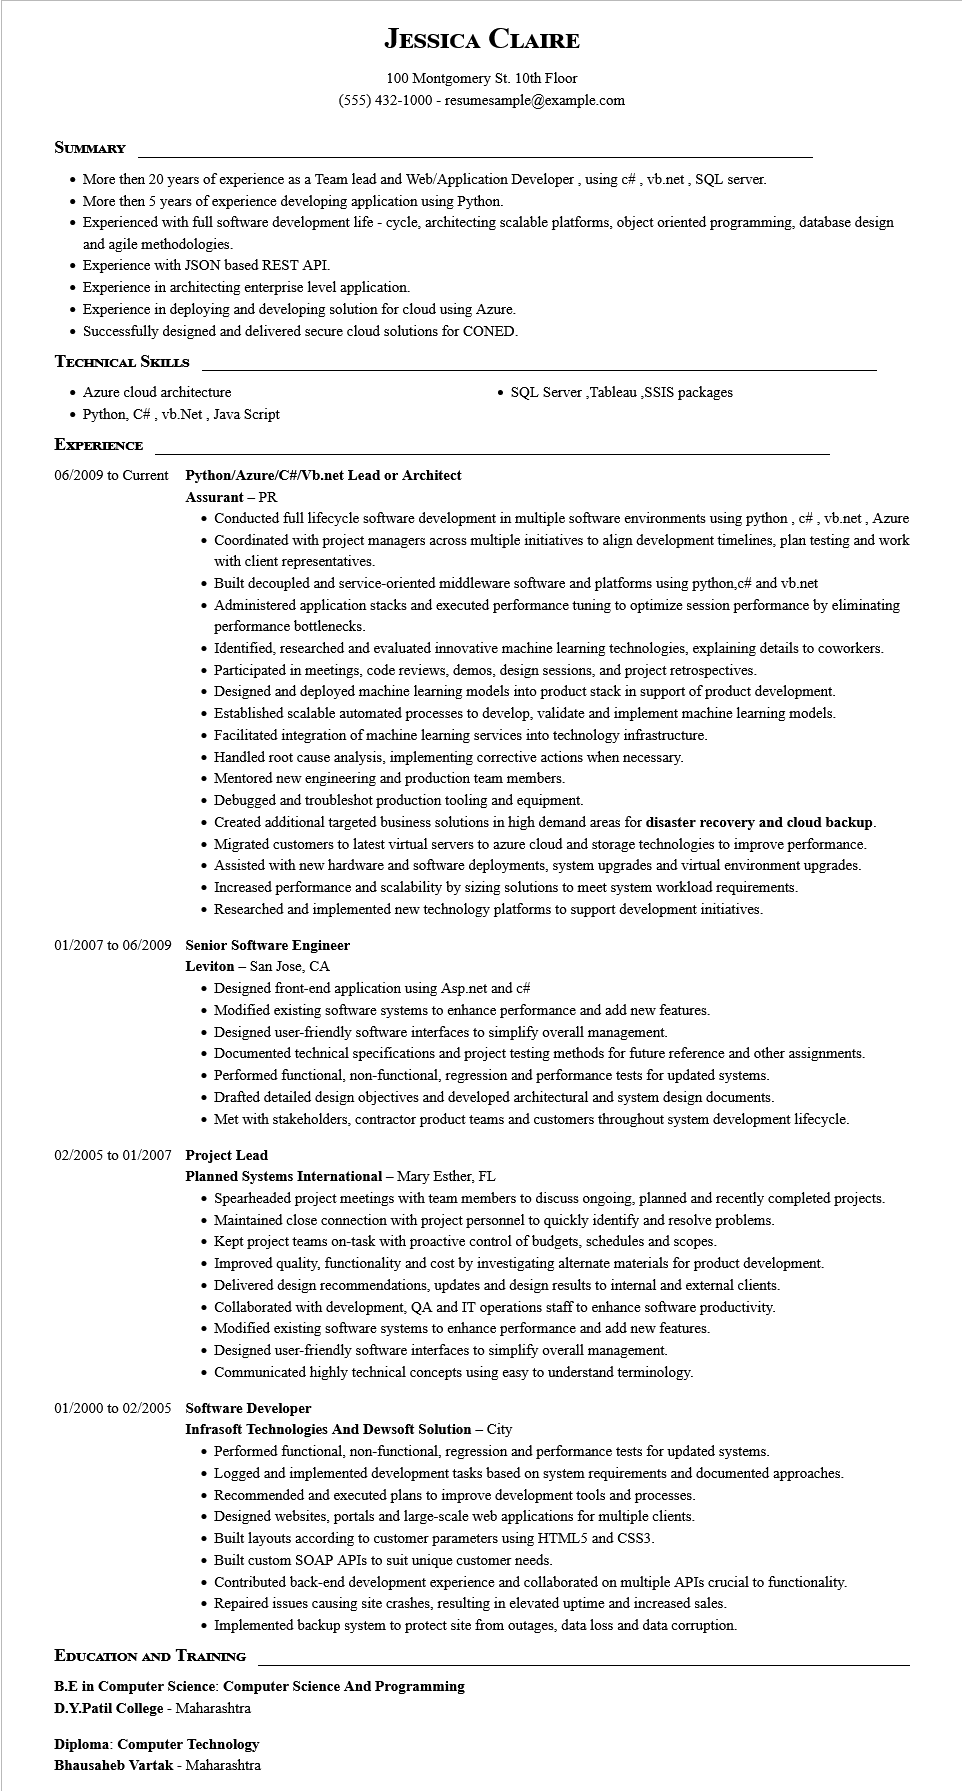 Jessica Claire
100 Montgomery St. 10th Floor
(555) 432-1000 - resumesample@example.com
Summary
• More then 20 years of experience as a Team lead and Web/Application Developer , using c# , vb.net , SQL server.
• More then 5 years of experience developing application using Python.
• Experienced with full software development life - cycle, architecting scalable platforms, object oriented programming, database design
and agile methodologies.
• Experience with JSON based REST API.
• Experience in architecting enterprise level application.
• Experience in deploying and developing solution for cloud using Azure.
• Successfully designed and delivered secure cloud solutions for CONED.
Technical Skills
• Azure cloud architecture
• Python, C# , vb.Net , Java Script
• SQL Server ,Tableau ,SSIS packages
Experience
06/2009 to Current Python/Azure/C#/Vb.net Lead or Architect
Assurant – PR
• Conducted full lifecycle software development in multiple software environments using python , c# , vb.net , Azure
• Coordinated with project managers across multiple initiatives to align development timelines, plan testing and work
with client representatives.
• Built decoupled and service-oriented middleware software and platforms using python,c# and vb.net
• Administered application stacks and executed performance tuning to optimize session performance by eliminating
performance bottlenecks.
• Identified, researched and evaluated innovative machine learning technologies, explaining details to coworkers.
• Participated in meetings, code reviews, demos, design sessions, and project retrospectives.
• Designed and deployed machine learning models into product stack in support of product development.
• Established scalable automated processes to develop, validate and implement machine learning models.
• Facilitated integration of machine learning services into technology infrastructure.
• Handled root cause analysis, implementing corrective actions when necessary.
• Mentored new engineering and production team members.
• Debugged and troubleshot production tooling and equipment.
• Created additional targeted business solutions in high demand areas for disaster recovery and cloud backup.
• Migrated customers to latest virtual servers to azure cloud and storage technologies to improve performance.
• Assisted with new hardware and software deployments, system upgrades and virtual environment upgrades.
• Increased performance and scalability by sizing solutions to meet system workload requirements.
• Researched and implemented new technology platforms to support development initiatives.
01/2007 to 06/2009 Senior Software Engineer
Leviton – San Jose, CA
• Designed front-end application using Asp.net and c#
• Modified existing software systems to enhance performance and add new features.
• Designed user-friendly software interfaces to simplify overall management.
• Documented technical specifications and project testing methods for future reference and other assignments.
• Performed functional, non-functional, regression and performance tests for updated systems.
• Drafted detailed design objectives and developed architectural and system design documents.
• Met with stakeholders, contractor product teams and customers throughout system development lifecycle.
02/2005 to 01/2007 Project Lead
Planned Systems International – Mary Esther, FL
• Spearheaded project meetings with team members to discuss ongoing, planned and recently completed projects.
• Maintained close connection with project personnel to quickly identify and resolve problems.
• Kept project teams on-task with proactive control of budgets, schedules and scopes.
• Improved quality, functionality and cost by investigating alternate materials for product development.
• Delivered design recommendations, updates and design results to internal and external clients.
• Collaborated with development, QA and IT operations staff to enhance software productivity.
• Modified existing software systems to enhance performance and add new features.
• Designed user-friendly software interfaces to simplify overall management.
• Communicated highly technical concepts using easy to understand terminology.
01/2000 to 02/2005 Software Developer
Infrasoft Technologies And Dewsoft Solution – City
• Performed functional, non-functional, regression and performance tests for updated systems.
• Logged and implemented development tasks based on system requirements and documented approaches.
• Recommended and executed plans to improve development tools and processes.
• Designed websites, portals and large-scale web applications for multiple clients.
• Built layouts according to customer parameters using HTML5 and CSS3.
• Built custom SOAP APIs to suit unique customer needs.
• Contributed back-end development experience and collaborated on multiple APIs crucial to functionality.
• Repaired issues causing site crashes, resulting in elevated uptime and increased sales.
• Implemented backup system to protect site from outages, data loss and data corruption.
Education and Training
B.E in Computer Science: Computer Science And Programming
D.Y.Patil College - Maharashtra
Diploma: Computer Technology
Bhausaheb Vartak - Maharashtra